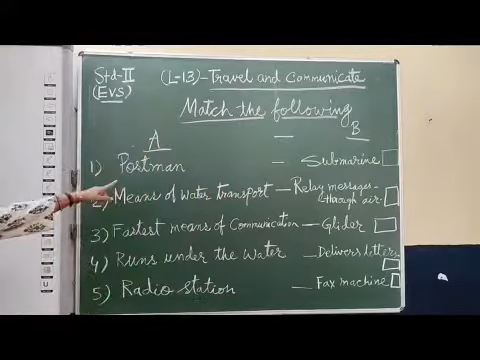 Std-II (L-13)-Travel and Communicate
(EVS)
Match the following
A B
1) Postman — Submarine
2) Means of water transport — Relay messages through air.
3) Fastest means of Communication — Glider
4) Runs under the water — Delivers letters
5) Radio station — Fax machine
U